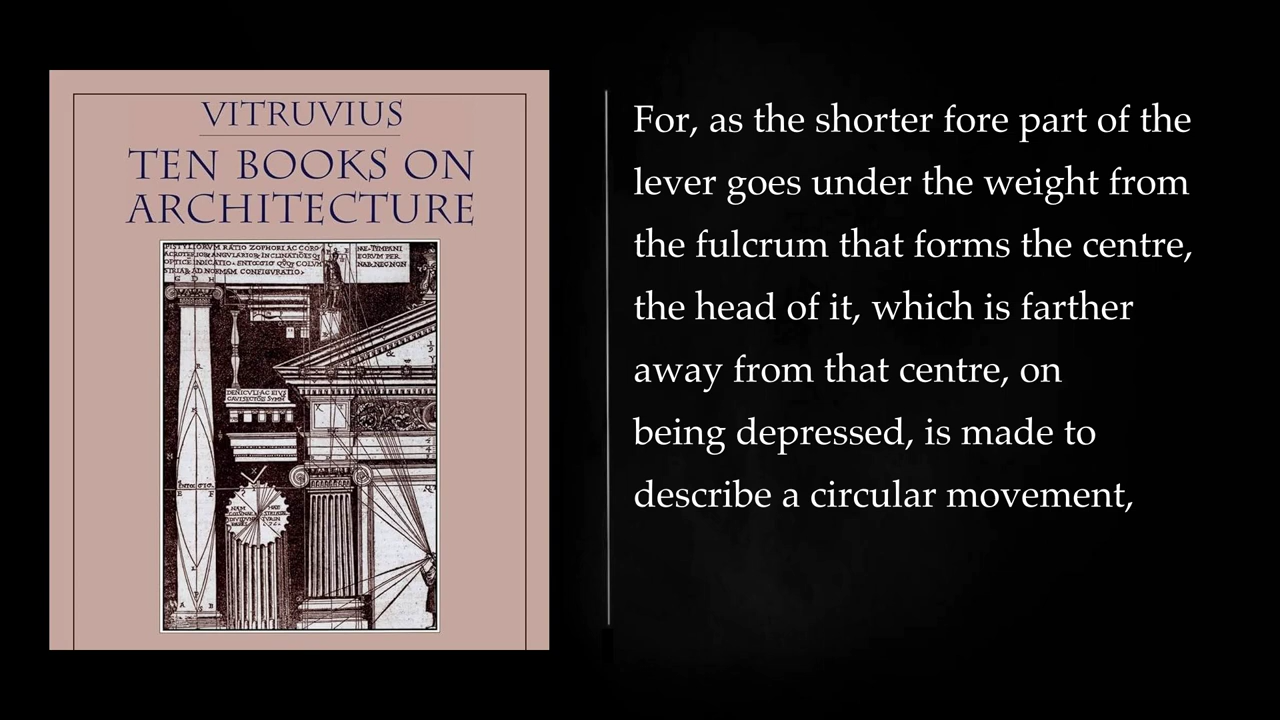 VITRUVIUS
TEN BOOKS ON
ARCHITECTURE
For, as the shorter fore part of the
lever goes under the weight from
the fulcrum that forms the centre,
the head of it, which is farther
away from that centre, on
being depressed, is made to
describe a circular movement,